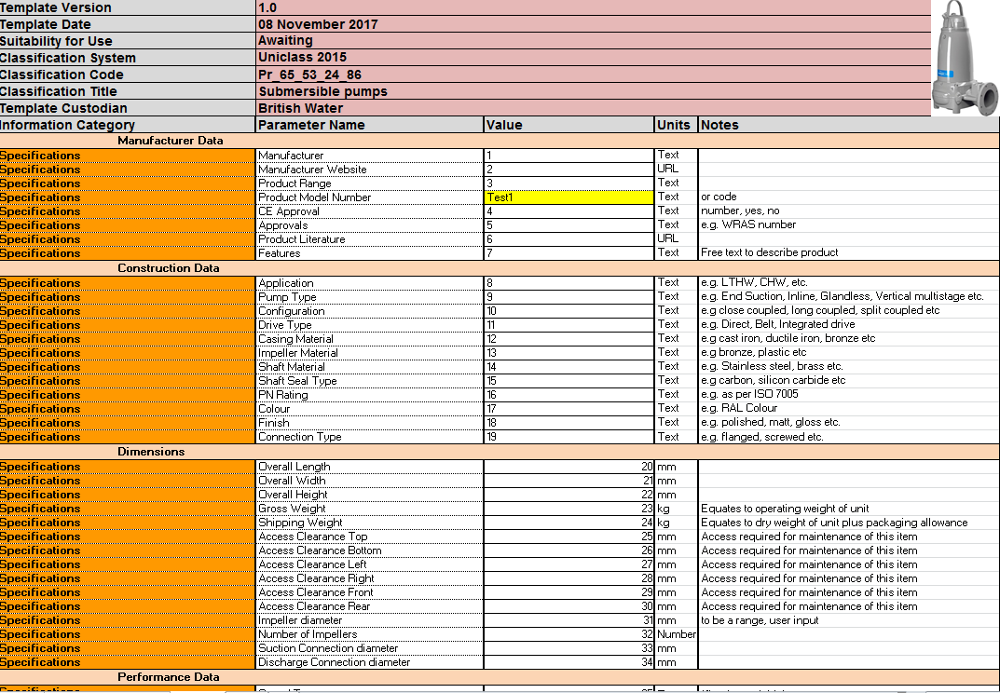 Template Version 1.0
Template Date 08 November 2017
Suitability for Use Awaiting
Classification System Uniclass 2015
Classification Code Pr_65_53_24_86
Classification Title Submersible pumps
Template Custodian British Water
Information Category Parameter Name Value Units Notes
Manufacturer Data
Specifications Manufacturer 1 Text
Specifications Manufacturer Website 2 URL
Specifications Product Range 3 Text
Specifications Product Model Number Test1 Text or code
Specifications CE Approval 4 Text number, yes, no
Specifications Approvals 5 Text e.g. WRAS number
Specifications Product Literature 6 URL
Specifications Features 7 Text Free text to describe product
Construction Data
Specifications Application 8 Text e.g. LTHW, CHW, etc.
Specifications Pump Type 9 Text e.g. End Suction, Inline, Glandless, Vertical multistage etc.
Specifications Configuration 10 Text e.g close coupled, long coupled, split coupled etc
Specifications Drive Type 11 Text e.g. Direct, Belt, Integrated drive
Specifications Casing Material 12 Text e.g cast iron, ductile iron, bronze etc
Specifications Impeller Material 13 Text e.g bronze, plastic etc
Specifications Shaft Material 14 Text e.g. Stainless steel, brass etc.
Specifications Shaft Seal Type 15 Text e.g carbon, silicon carbide etc
Specifications PN Rating 16 Text e.g. as per ISO 7005
Specifications Colour 17 Text e.g. RAL Colour
Specifications Finish 18 Text e.g. polished, matt, gloss etc.
Specifications Connection Type 19 Text e.g. flanged, screwed etc.
Dimensions
Specifications Overall Length 20 mm
Specifications Overall Width 21 mm
Specifications Overall Height 22 mm
Specifications Gross Weight 23 kg Equates to operating weight of unit
Specifications Shipping Weight 24 kg Equates to dry weight of unit plus packaging allowance
Specifications Access Clearance Top 25 mm Access required for maintenance of this item
Specifications Access Clearance Bottom 26 mm Access required for maintenance of this item
Specifications Access Clearance Left 27 mm Access required for maintenance of this item
Specifications Access Clearance Right 28 mm Access required for maintenance of this item
Specifications Access Clearance Front 29 mm Access required for maintenance of this item
Specifications Access Clearance Rear 30 mm Access required for maintenance of this item
Specifications Impeller diameter 31 mm to be a range, user input
Specifications Number of Impellers 32 Number
Specifications Suction Connection diameter 33 mm
Specifications Discharge Connection diameter 34 mm
Performance Data